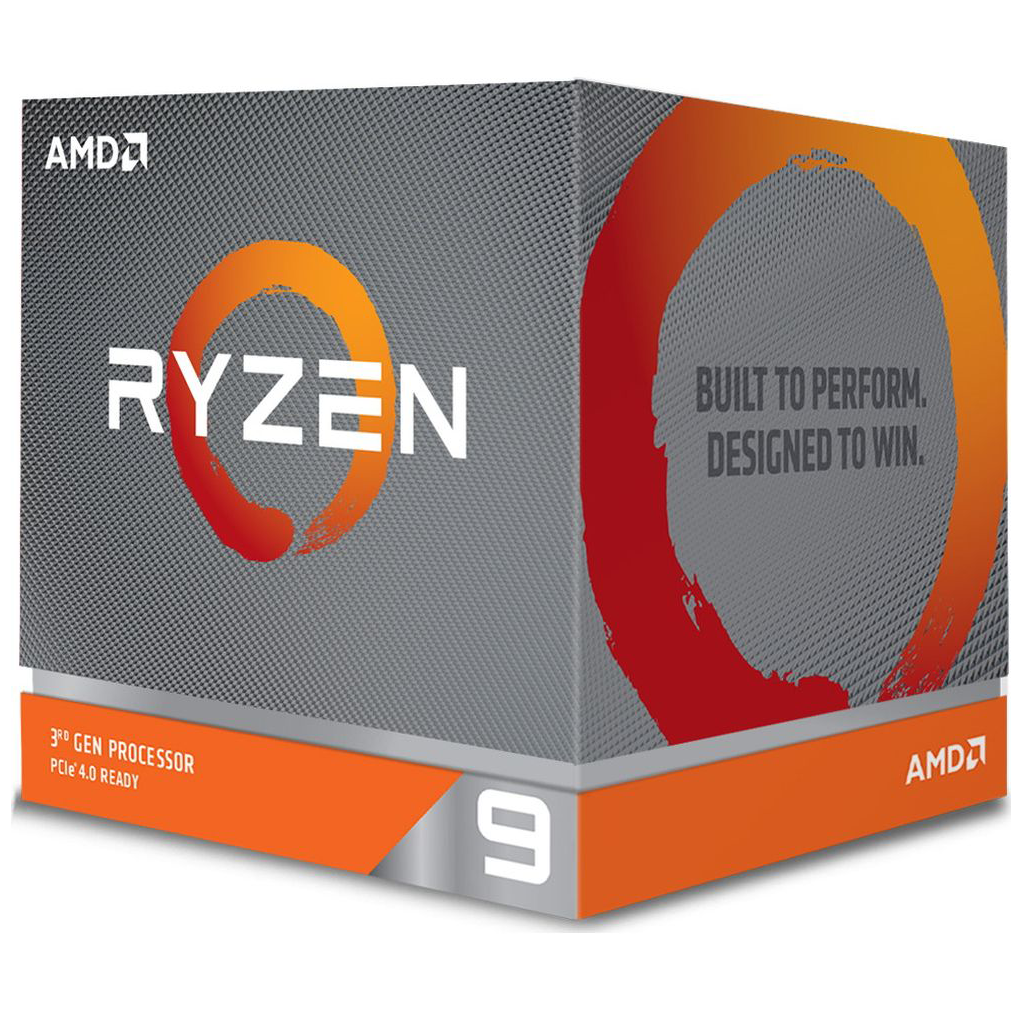 AMD
RYZEN
3RD GEN PROCESSOR
PCIe® 4.0 READY
9
BUILT TO PERFORM.
DESIGNED TO WIN.
AMD